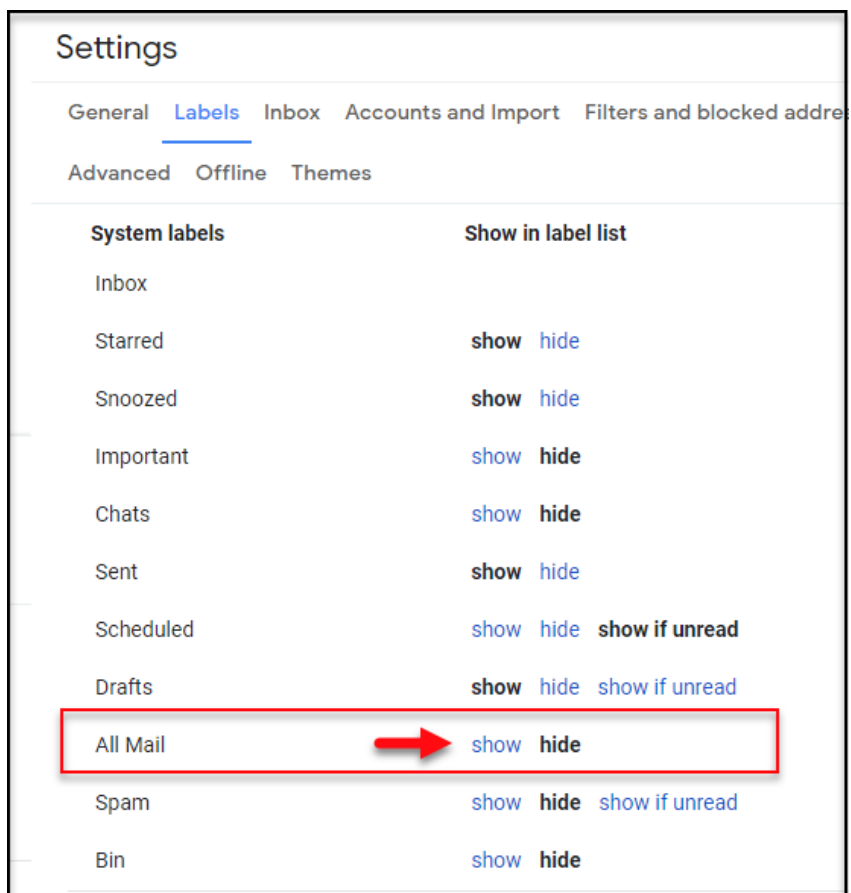 Settings
General Labels Inbox Accounts and Import Filters and blocked addre
Advanced Offline Themes
System labels Show in label list
Inbox
Starred show hide
Snoozed show hide
Important show hide
Chats show hide
Sent show hide
Scheduled show hide show if unread
Drafts show hide show if unread
All Mail show hide
Spam show hide show if unread
Bin show hide